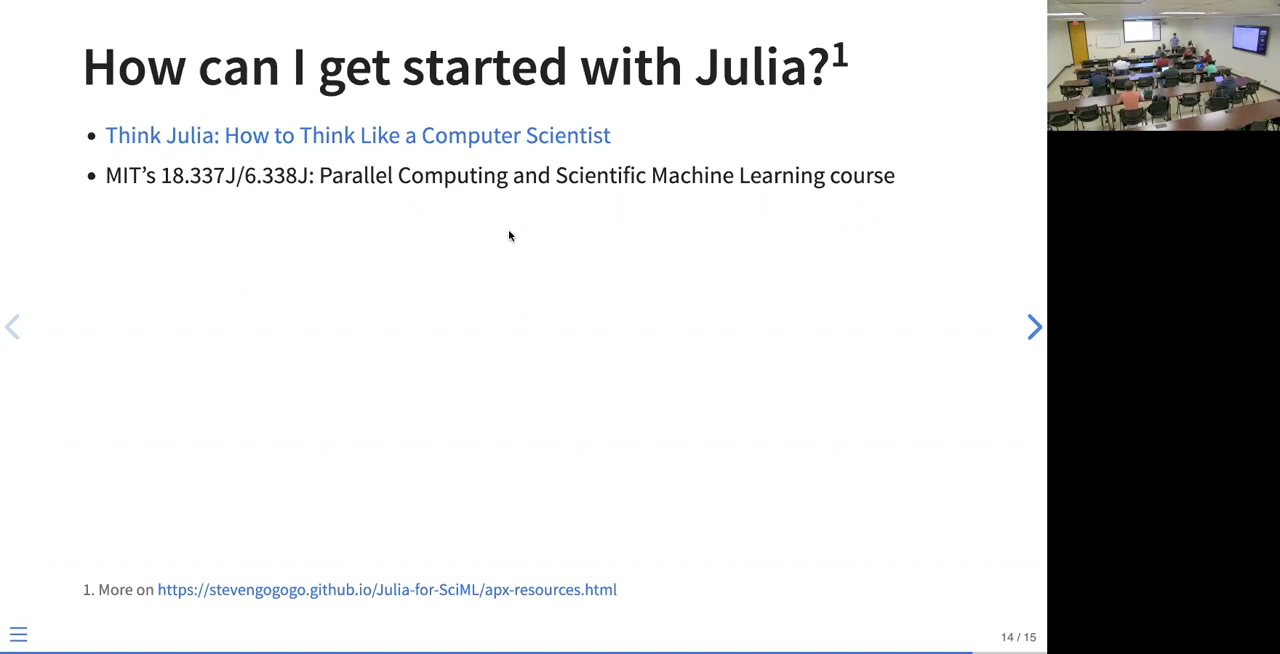 How can I get started with Julia?1
• Think Julia: How to Think Like a Computer Scientist
• MIT’s 18.337J/6.338J: Parallel Computing and Scientific Machine Learning course
1. More on https://stevengogogo.github.io/Julia-for-SciML/apx-resources.html
14 / 15